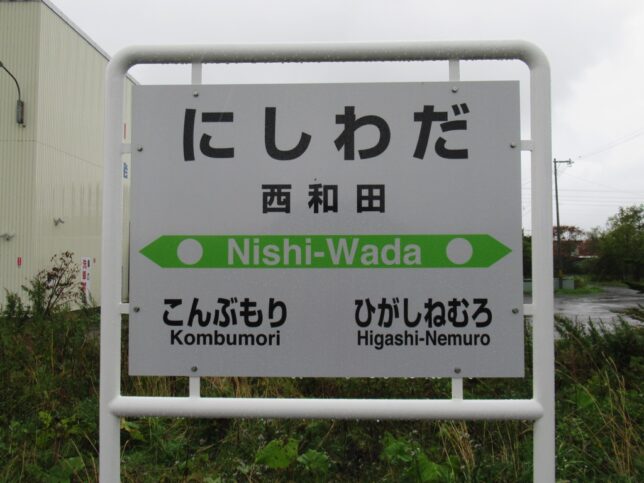 にしわだ
西和田
Nishi-Wada
こんぶもり ひがしねむろ
Kombumori Higashi-Nemuro